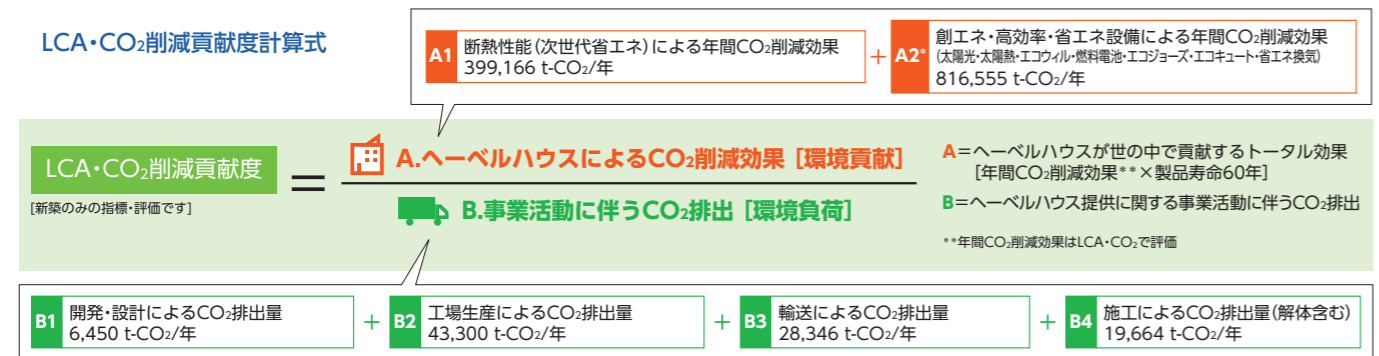 LCA・CO₂削減貢献度計算式
A1 断熱性能(次世代省エネ)による年間CO₂削減効果
399,166 t-CO₂/年
+
A2* 創エネ・高効率・省エネ設備による年間CO₂削減効果
(太陽光・太陽熱・エコウィル・燃料電池・エコジョーズ・エコキュート・省エネ換気)
816,555 t-CO₂/年
LCA・CO₂削減貢献度
[新築のみの指標・評価です]
=
A.ヘーベルハウスによるCO₂削減効果 [環境貢献]
B.事業活動に伴うCO₂排出 [環境負荷]
A=ヘーベルハウスが世の中で貢献するトータル効果
[年間CO₂削減効果**×製品寿命60年]
B=ヘーベルハウス提供に関する事業活動に伴うCO₂排出
**年間CO₂削減効果はLCA・CO₂で評価
B1 開発・設計によるCO₂排出量
6,450 t-CO₂/年
+
B2 工場生産によるCO₂排出量
43,300 t-CO₂/年
+
B3 輸送によるCO₂排出量
28,346 t-CO₂/年
+
B4 施工によるCO₂排出量(解体含む)
19,664 t-CO₂/年